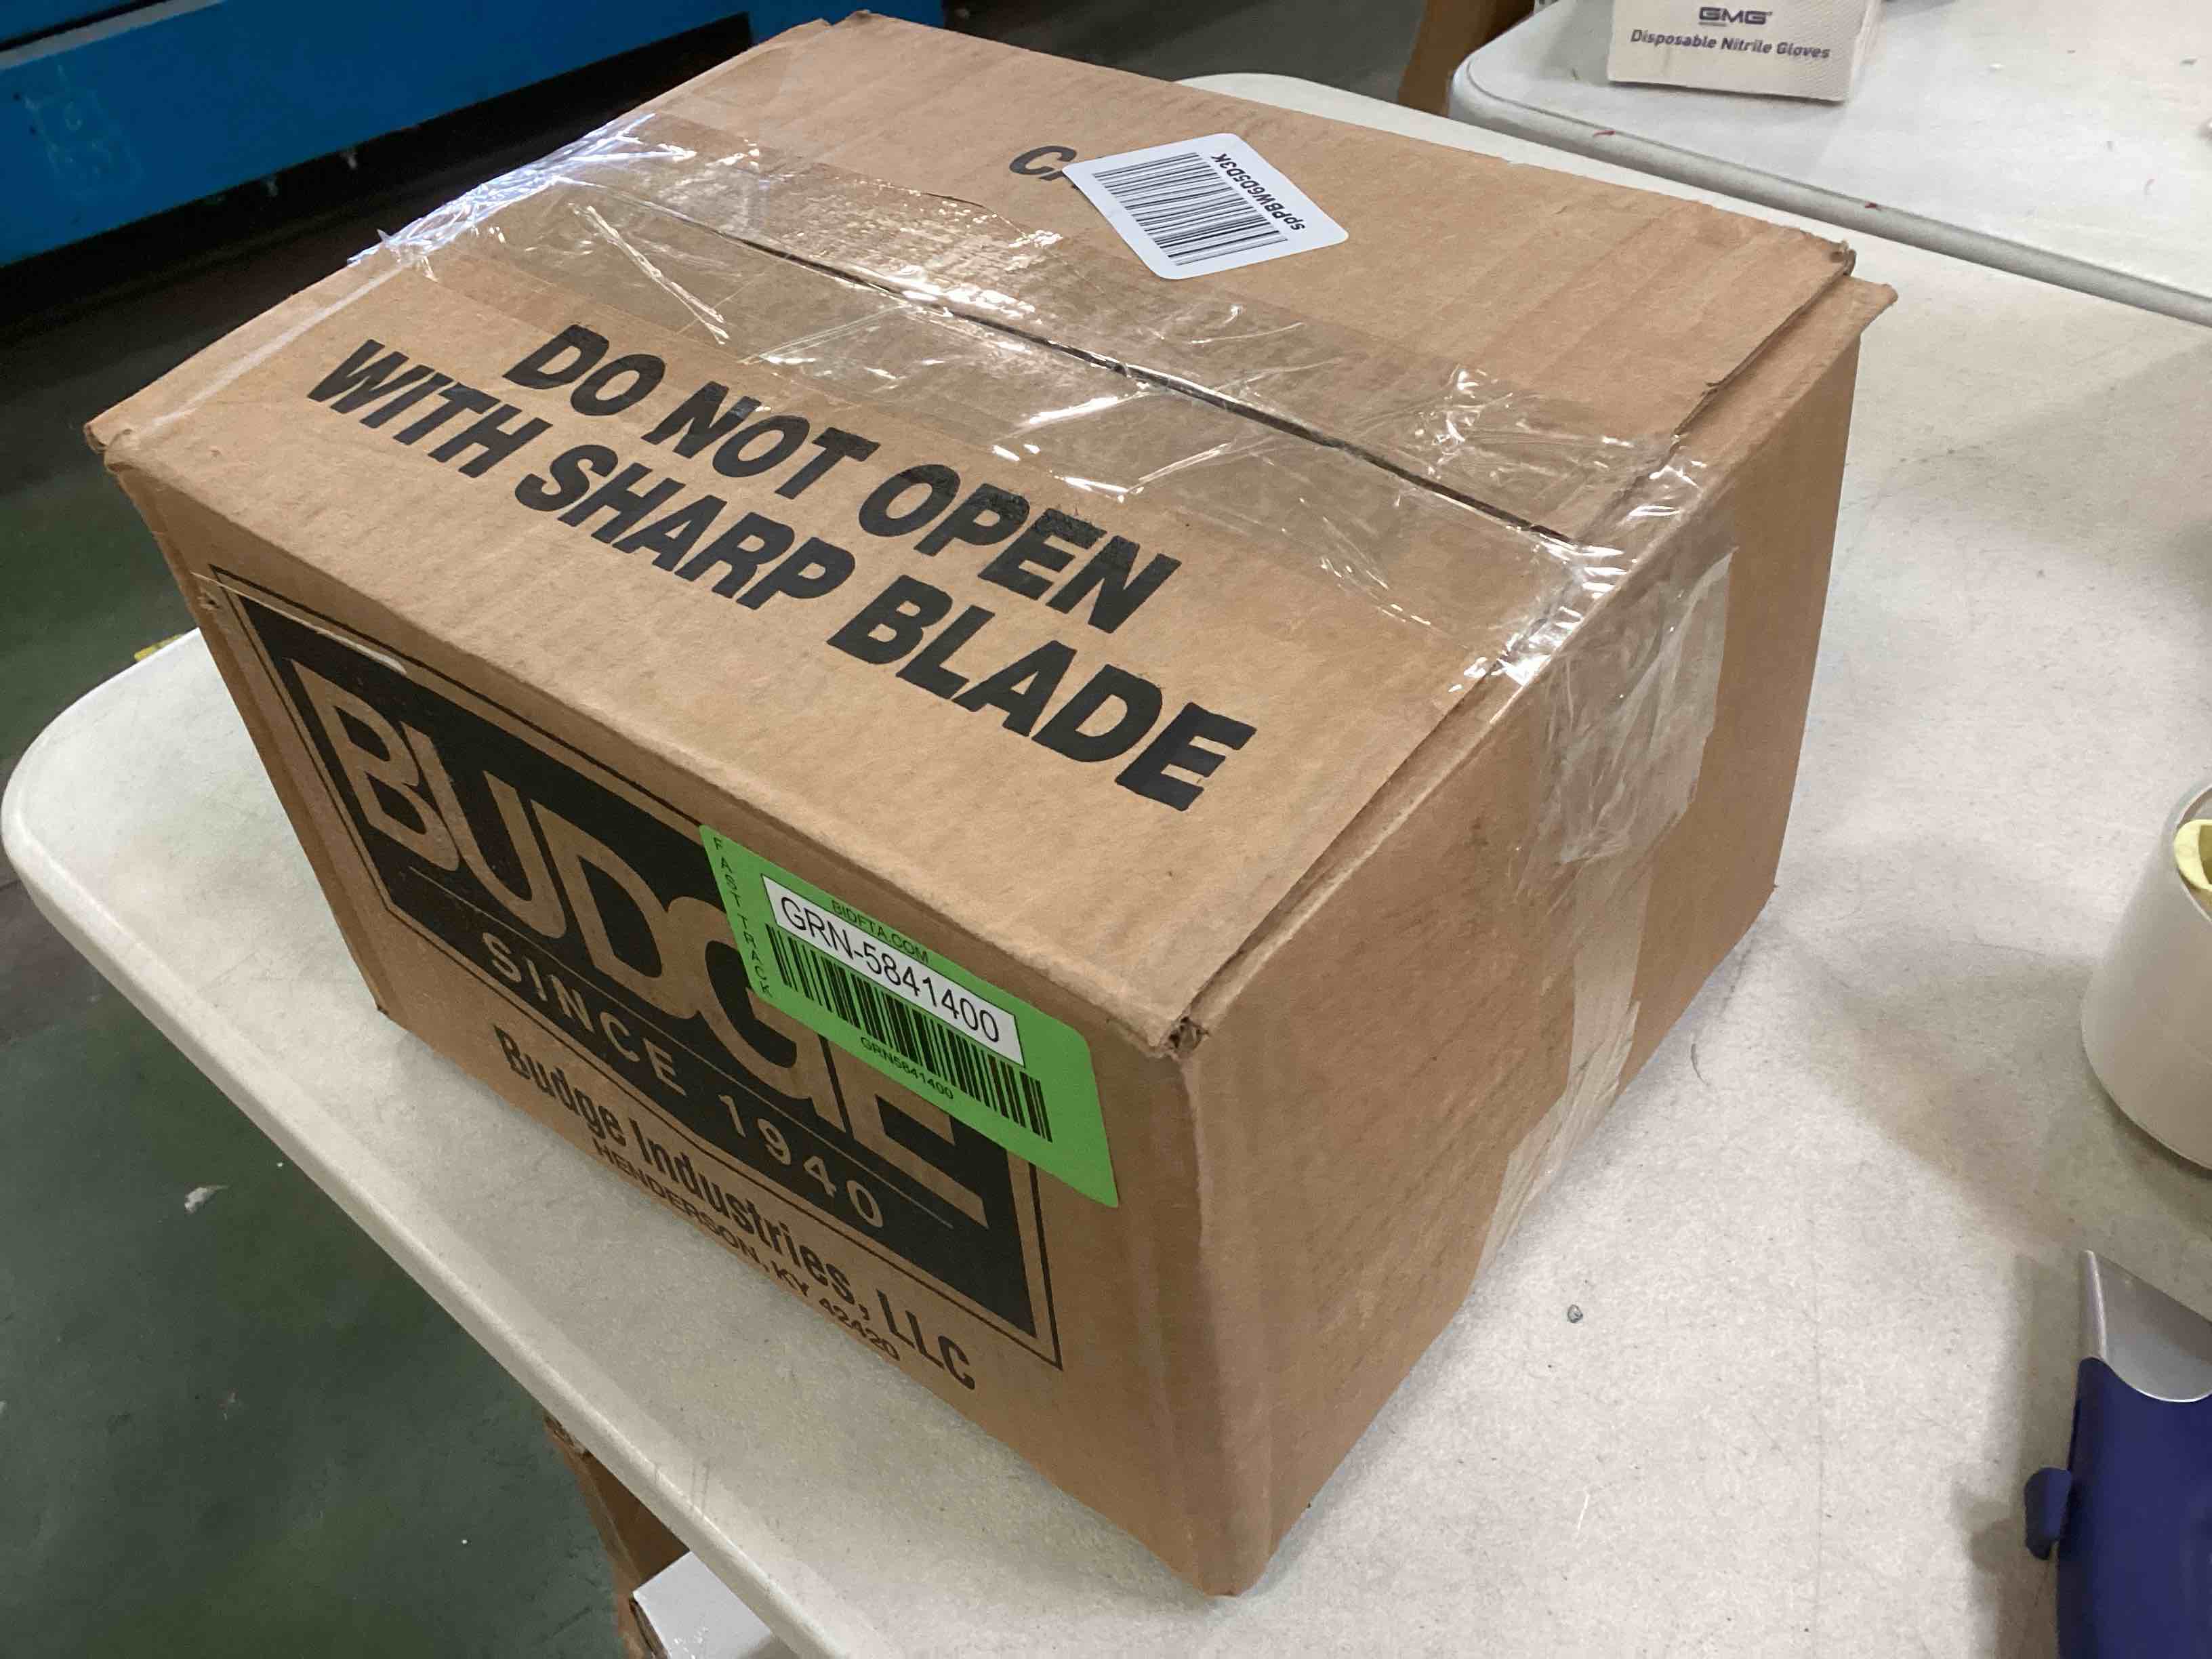 GMG
Disposable Nitrile Gloves
spPBW6D5D3K
DO NOT OPEN
WITH SHARP BLADE
BUDGE
SINCE 1940
Budge Industries, LLC
HENDERSON, KY 42420
FAST TRACK
BIDFTA.COM
GRN-5841400
GRN5841400